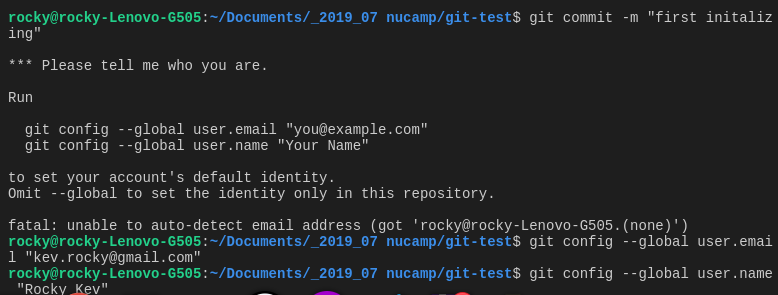 rocky@rocky-Lenovo-G505:~/Documents/_2019_07 nucamp/git-test$ git commit -m "first initaliz
ing"
*** Please tell me who you are.
Run
git config --global user.email "you@example.com"
git config --global user.name "Your Name"
to set your account's default identity.
Omit --global to set the identity only in this repository.
fatal: unable to auto-detect email address (got 'rocky@rocky-Lenovo-G505.(none)')
rocky@rocky-Lenovo-G505:~/Documents/_2019_07 nucamp/git-test$ git config --global user.emai
l "kev.rocky@gmail.com"
rocky@rocky-Lenovo-G505:~/Documents/_2019_07 nucamp/git-test$ git config --global user.name
"Rocky Kev"